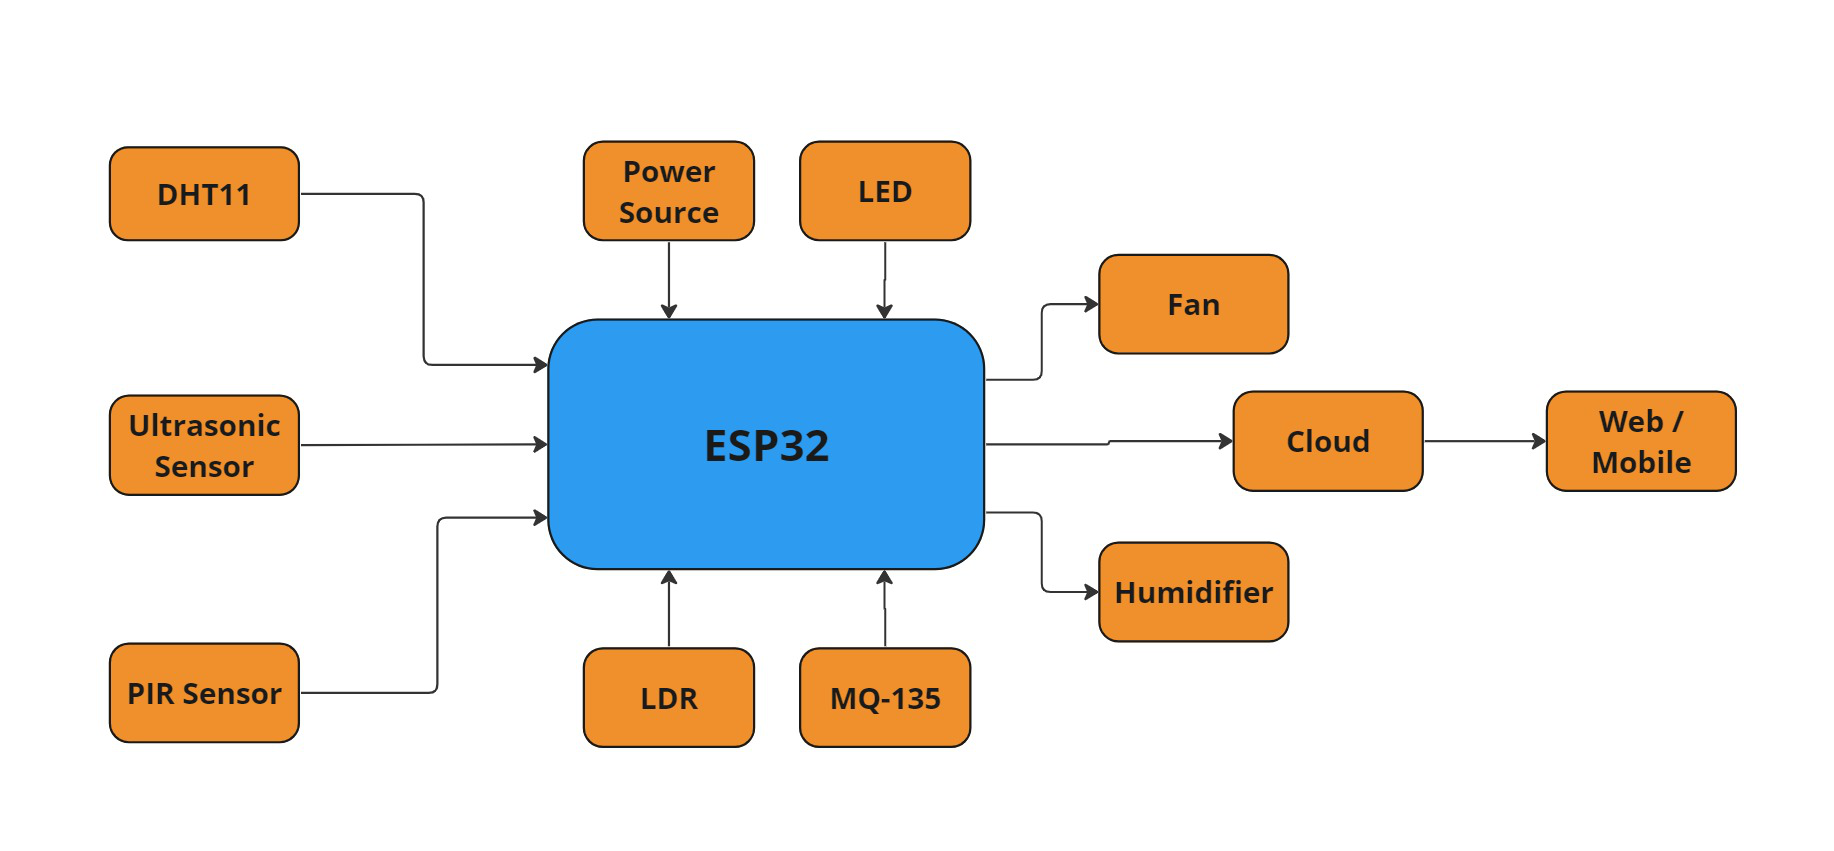 DHT11
Power
Source
LED
Fan
Ultrasonic
Sensor
ESP32
Cloud
Web /
Mobile
Humidifier
PIR Sensor
LDR
MQ-135